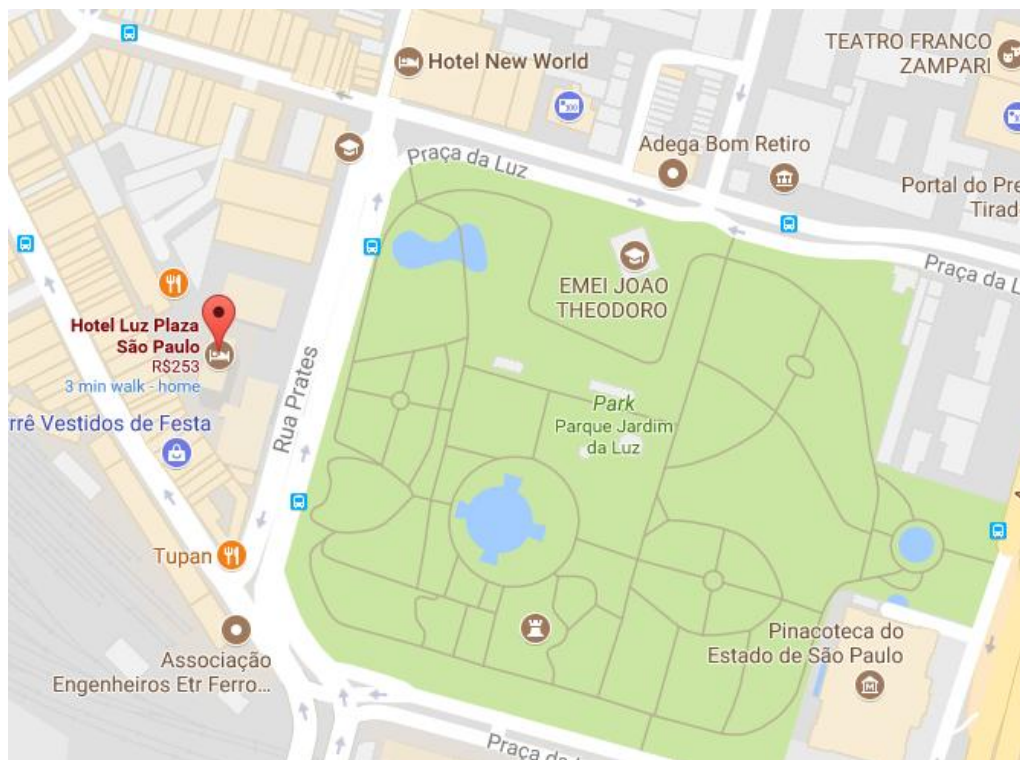 TEATRO FRANCO
ZAMPARI
Hotel New World
Adega Bom Retiro
Praça da Luz
Portal do Pre
Tirad
Praça da L
EMEI JOAO
THEODORO
Hotel Luz Plaza
São Paulo
R$253
3 min walk - home
Rua Prates
Park
Parque Jardim
da Luz
rrê Vestidos de Festa
Tupan
Pinacoteca do
Estado de São Paulo
Associação
Engenheiros Etr Ferro...
Praça da L